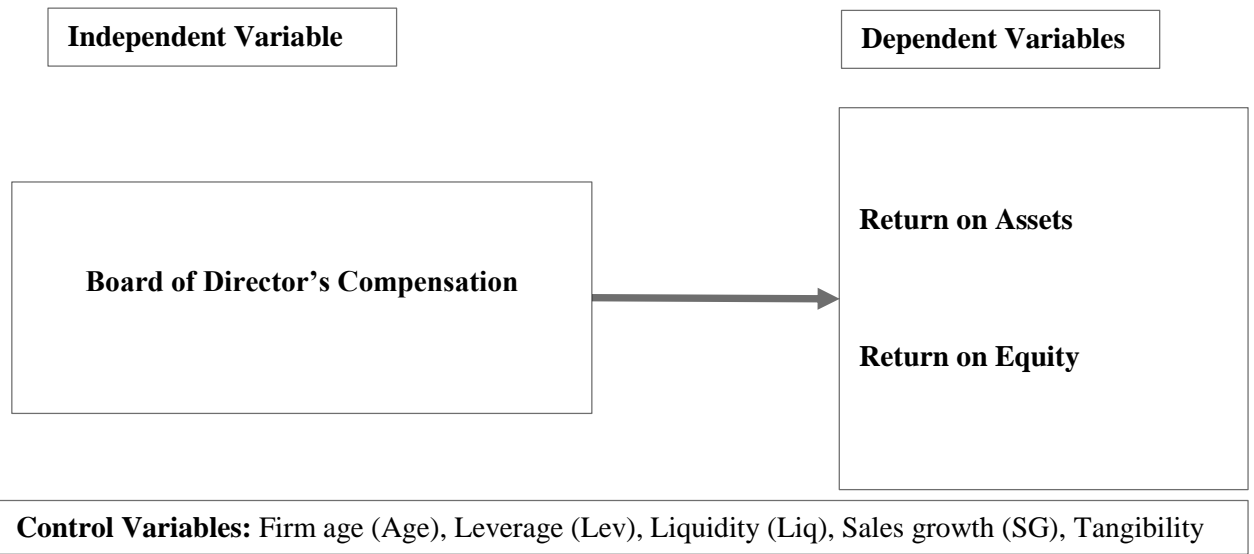 Independent Variable
Dependent Variables
Board of Director’s Compensation
Return on Assets
Return on Equity
Control Variables: Firm age (Age), Leverage (Lev), Liquidity (Liq), Sales growth (SG), Tangibility